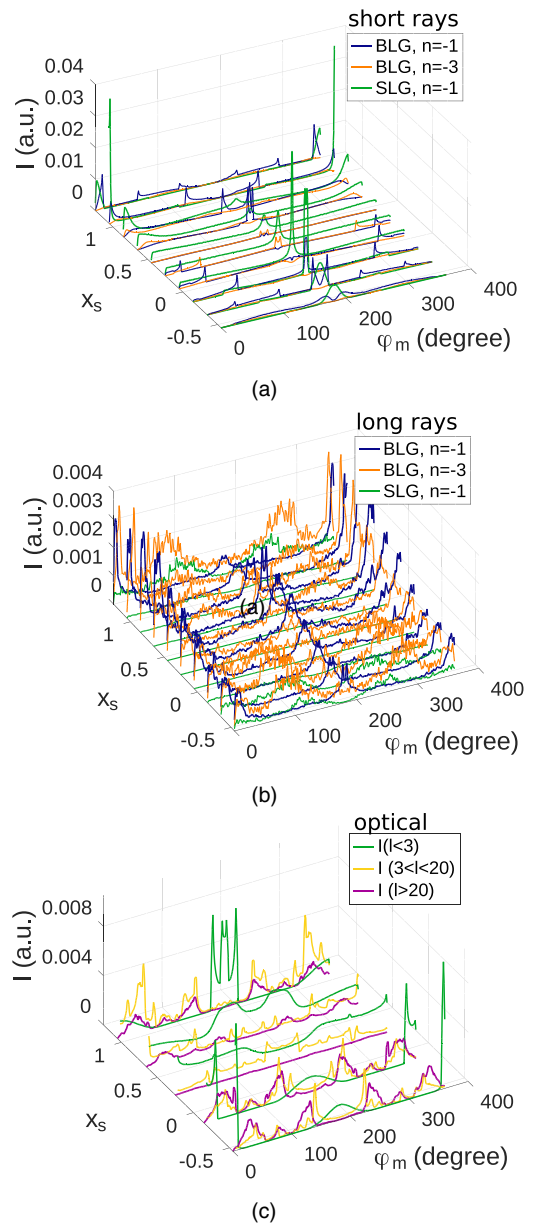 short rays
BLG, n=-1
BLG, n=-3
SLG, n=-1
0.04
0.03
0.02
0.01
0
I (a.u.)
1
0.5
0
-0.5
xs
0
100
200
300
400
φm (degree)
(a)
long rays
BLG, n=-1
BLG, n=-3
SLG, n=-1
0.004
0.003
0.002
0.001
0
I (a.u.)
(a)
1
0.5
0
-0.5
xs
0
100
200
300
400
φm (degree)
(b)
optical
I(l<3)
I (3<l<20)
I (l>20)
0.008
0.004
0
I (a.u.)
1
0.5
0
-0.5
xs
0
100
200
300
400
φm (degree)
(c)